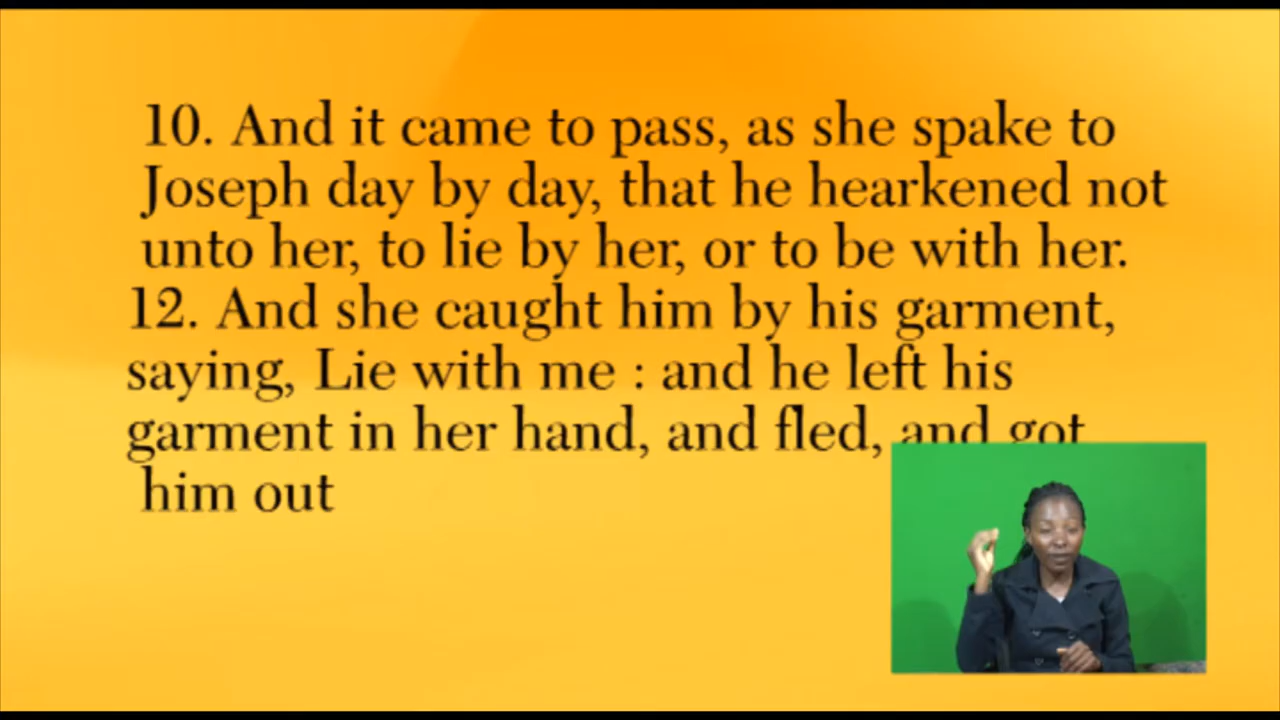 10. And it came to pass, as she spake to
Joseph day by day, that he hearkened not
unto her, to lie by her, or to be with her.
12. And she caught him by his garment,
saying, Lie with me : and he left his
garment in her hand, and fled, and got
him out